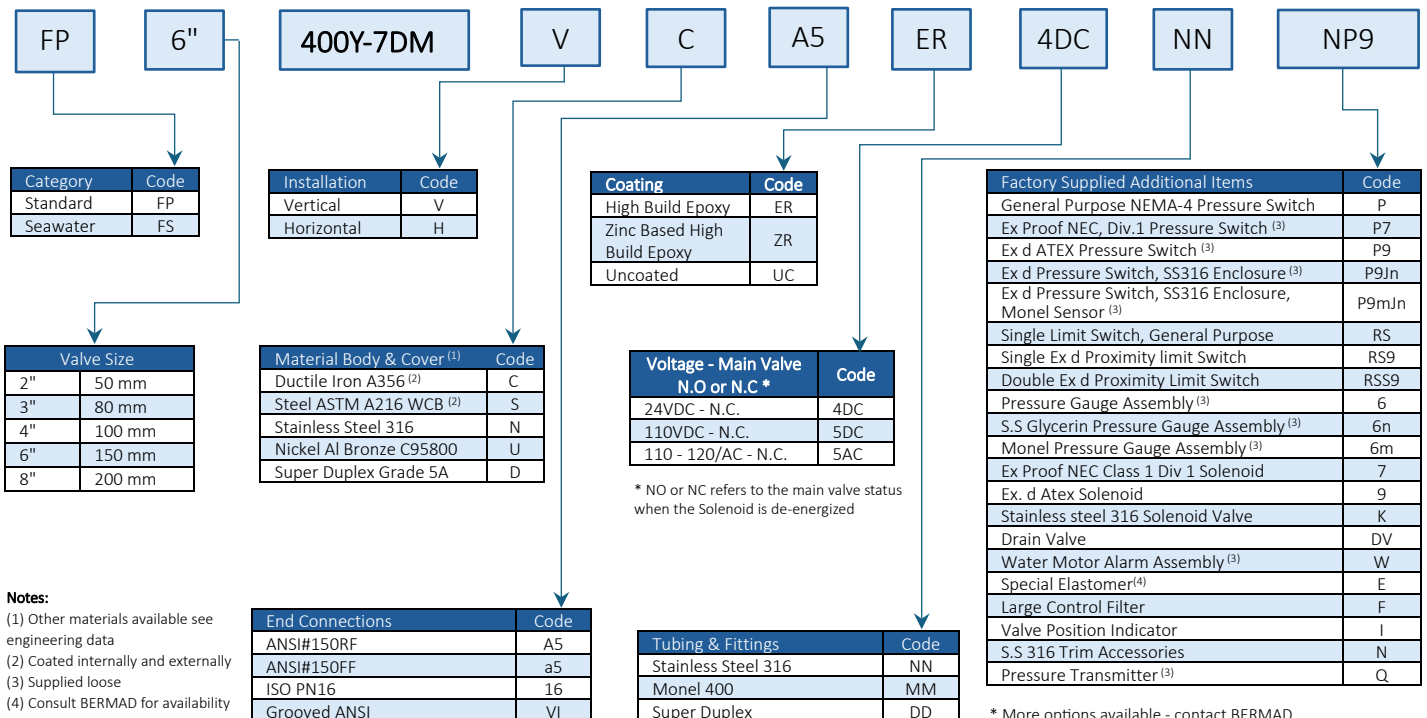 FP 6" 400Y-7DM V C A5 ER 4DC NN NP9
Category Code
Standard FP
Seawater FS
Installation Code
Vertical V
Horizontal H
Coating Code
High Build Epoxy ER
Zinc Based High
Build Epoxy ZR
Uncoated UC
Factory Supplied Additional Items Code
General Purpose NEMA-4 Pressure Switch P
Ex Proof NEC, Div.1 Pressure Switch (3) P7
Ex d ATEX Pressure Switch (3) P9
Ex d Pressure Switch, SS316 Enclosure (3) P9Jn
Ex d Pressure Switch, SS316 Enclosure,
Monel Sensor (3) P9mJn
Single Limit Switch, General Purpose RS
Single Ex d Proximity limit Switch RS9
Double Ex d Proximity Limit Switch RSS9
Pressure Gauge Assembly (3) 6
S.S Glycerin Pressure Gauge Assembly (3) 6n
Monel Pressure Gauge Assembly (3) 6m
Ex Proof NEC Class 1 Div 1 Solenoid 7
Ex. d Atex Solenoid 9
Stainless steel 316 Solenoid Valve K
Drain Valve DV
Water Motor Alarm Assembly (3) W
Special Elastomer(4) E
Large Control Filter F
Valve Position Indicator I
S.S 316 Trim Accessories N
Pressure Transmitter (3) Q
* More options available - contact BERMAD
Valve Size
2" 50 mm
3" 80 mm
4" 100 mm
6" 150 mm
8" 200 mm
Material Body & Cover (1) Code
Ductile Iron A356 (2) C
Steel ASTM A216 WCB (2) S
Stainless Steel 316 N
Nickel Al Bronze C95800 U
Super Duplex Grade 5A D
Voltage - Main Valve
N.O or N.C * Code
24VDC - N.C. 4DC
110VDC - N.C. 5DC
110 - 120/AC - N.C. 5AC
* NO or NC refers to the main valve status
when the Solenoid is de-energized
Notes:
(1) Other materials available see
engineering data
(2) Coated internally and externally
(3) Supplied loose
(4) Consult BERMAD for availability
End Connections Code
ANSI#150RF A5
ANSI#150FF a5
ISO PN16 16
Grooved ANSI VI
Tubing & Fittings Code
Stainless Steel 316 NN
Monel 400 MM
Super Duplex DD